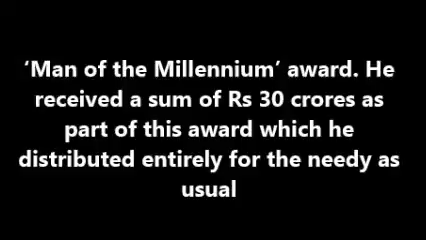 ‘Man of the Millennium’ award. He
received a sum of Rs 30 crores as
part of this award which he
distributed entirely for the needy as
usual